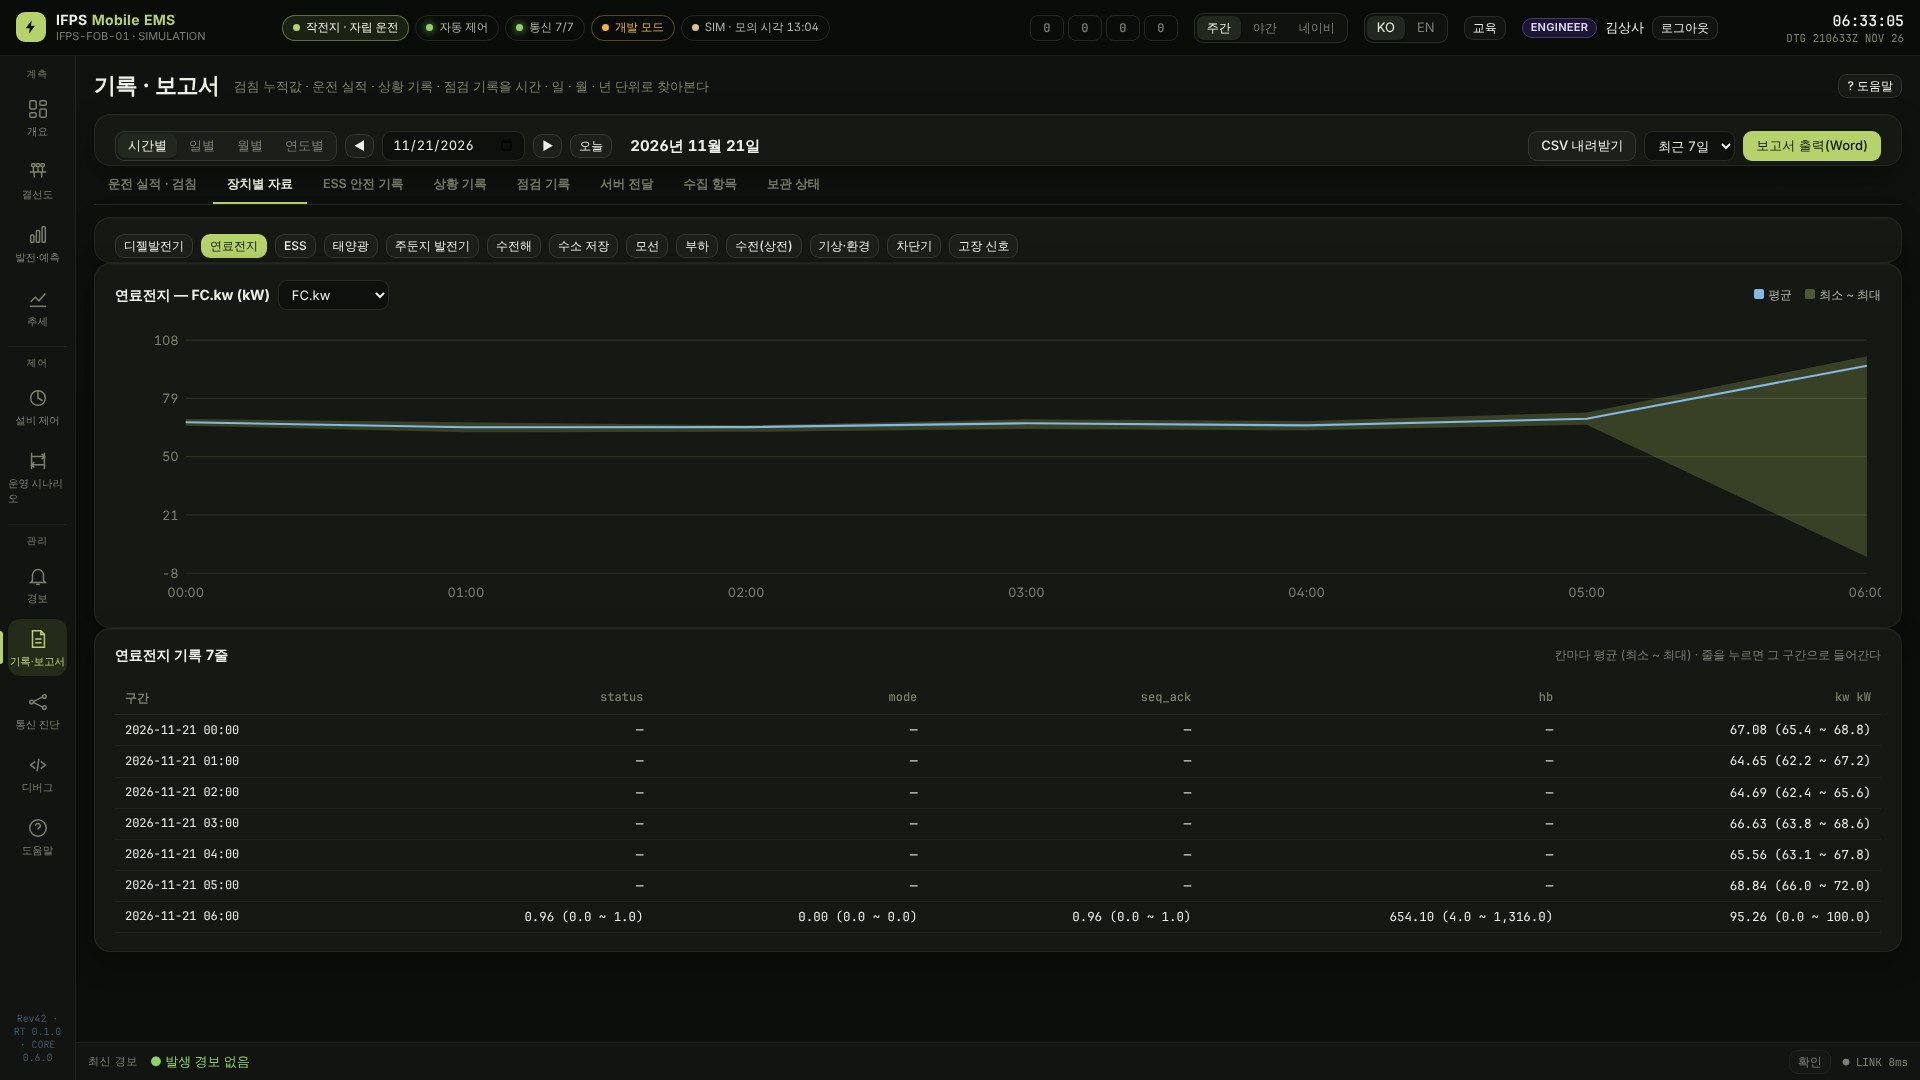 IFPS Mobile EMS
IFPS-FOB-01 · SIMULATION
작전지 · 자립 운전
자동 제어
통신 7/7
개발 모드
SIM · 모의 시각 13:04
0 0 0 0
주간 야간 네이비
KO EN
교육
ENGINEER 김상사 로그아웃
06:33:05
DTG 210633Z NOV 26
계측
개요
결선도
발전·예측
추세
제어
설비 제어
운영 시나리
오
관리
경보
기록·보고서
통신 진단
디버그
도움말
Rev42 ·
RT 0.1.0
· CORE
0.6.0
기록 · 보고서
검침 누적값 · 운전 실적 · 상황 기록 · 점검 기록을 시간 · 일 · 월 · 년 단위로 찾아본다
? 도움말
시간별 일별 월별 연도별 ◀ 11/21/2026 ▶ 오늘 2026년 11월 21일
CSV 내려받기 최근 7일 보고서 출력(Word)
운전 실적 · 검침 장치별 자료 ESS 안전 기록 상황 기록 점검 기록 서버 전달 수집 항목 보관 상태
디젤발전기 연료전지 ESS 태양광 주둔지 발전기 수전해 수소 저장 모선 부하 수전(상전) 기상·환경 차단기 고장 신호
연료전지 — FC.kw (kW) FC.kw
평균 최소 ~ 최대
108
79
50
21
-8
00:00 01:00 02:00 03:00 04:00 05:00 06:00
연료전지 기록 7줄
칸마다 평균 (최소 ~ 최대) · 줄을 누르면 그 구간으로 들어간다
구간 status mode seq_ack hb kw kW
2026-11-21 00:00 — — — — 67.08 (65.4 ~ 68.8)
2026-11-21 01:00 — — — — 64.65 (62.2 ~ 67.2)
2026-11-21 02:00 — — — — 64.69 (62.4 ~ 65.6)
2026-11-21 03:00 — — — — 66.63 (63.8 ~ 68.6)
2026-11-21 04:00 — — — — 65.56 (63.1 ~ 67.8)
2026-11-21 05:00 — — — — 68.84 (66.0 ~ 72.0)
2026-11-21 06:00 0.96 (0.0 ~ 1.0) 0.00 (0.0 ~ 0.0) 0.96 (0.0 ~ 1.0) 654.10 (4.0 ~ 1,316.0) 95.26 (0.0 ~ 100.0)
최신 경보 발생 경보 없음
확인 LINK 8ms